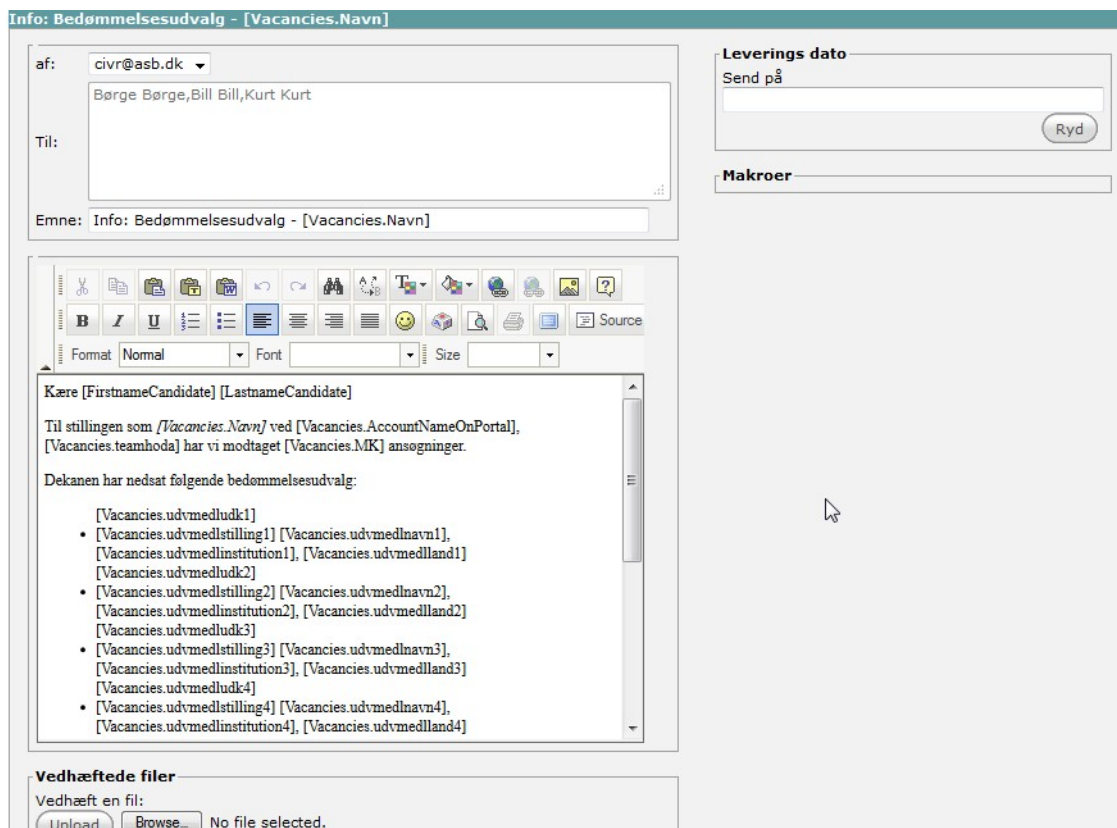 Info: Bedømmelsesudvalg - [Vacancies.Navn]
af: civr@asb.dk
Til: Børge Børge,Bill Bill,Kurt Kurt
Emne: Info: Bedømmelsesudvalg - [Vacancies.Navn]
Leverings dato
Send på
Ryd
Makroer
B I U Source
Format Normal Font Size
Kære [FirstnameCandidate] [LastnameCandidate]
Til stillingen som [Vacancies.Navn] ved [Vacancies.AccountNameOnPortal],
[Vacancies.teamhoda] har vi modtaget [Vacancies.MK] ansøgninger.
Dekanen har nedsat følgende bedømmelsesudvalg:
[Vacancies.udvmedludk1]
• [Vacancies.udvmedlstilling1] [Vacancies.udvmedlnavn1],
[Vacancies.udvmedlinstitution1], [Vacancies.udvmedlland1]
[Vacancies.udvmedludk2]
• [Vacancies.udvmedlstilling2] [Vacancies.udvmedlnavn2],
[Vacancies.udvmedlinstitution2], [Vacancies.udvmedlland2]
[Vacancies.udvmedludk3]
• [Vacancies.udvmedlstilling3] [Vacancies.udvmedlnavn3],
[Vacancies.udvmedlinstitution3], [Vacancies.udvmedlland3]
[Vacancies.udvmedludk4]
• [Vacancies.udvmedlstilling4] [Vacancies.udvmedlnavn4],
[Vacancies.udvmedlinstitution4], [Vacancies.udvmedlland4]
Vedhæftede filer
Vedhæft en fil:
Upload Browse... No file selected.